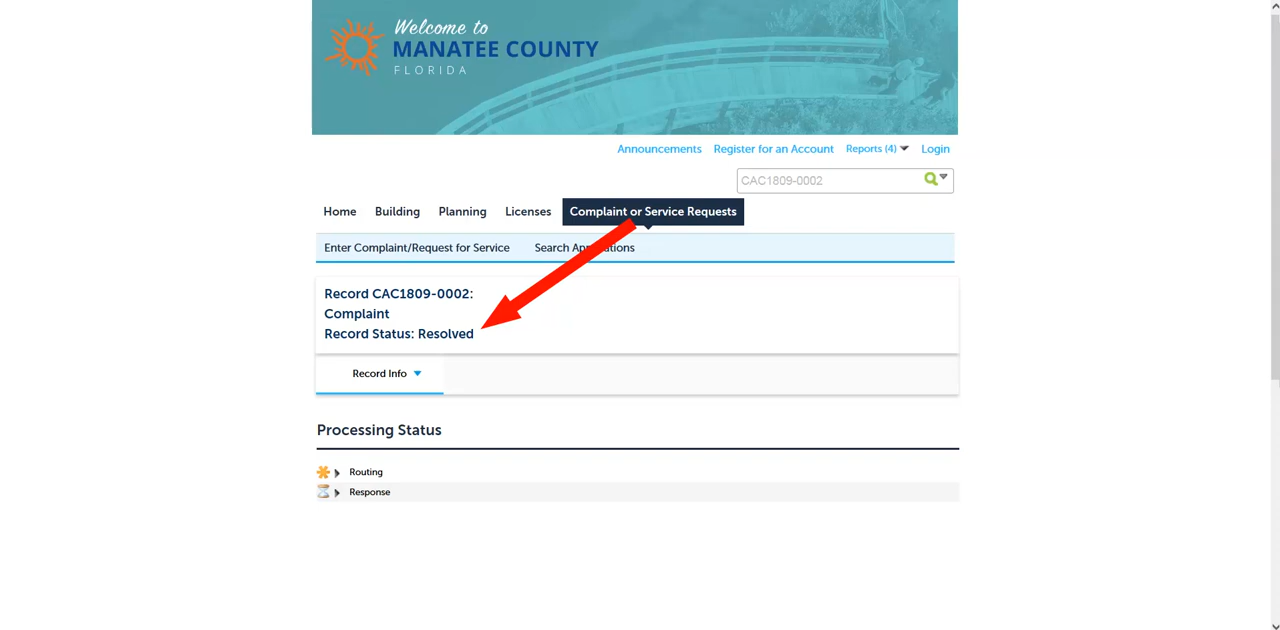 Welcome to
MANATEE COUNTY
FLORIDA
Announcements Register for an Account Reports (4) Login
CAC1809-0002
Home Building Planning Licenses Complaint or Service Requests
Enter Complaint/Request for Service Search Applications
Record CAC1809-0002:
Complaint
Record Status: Resolved
Record Info
Processing Status
Routing
Response